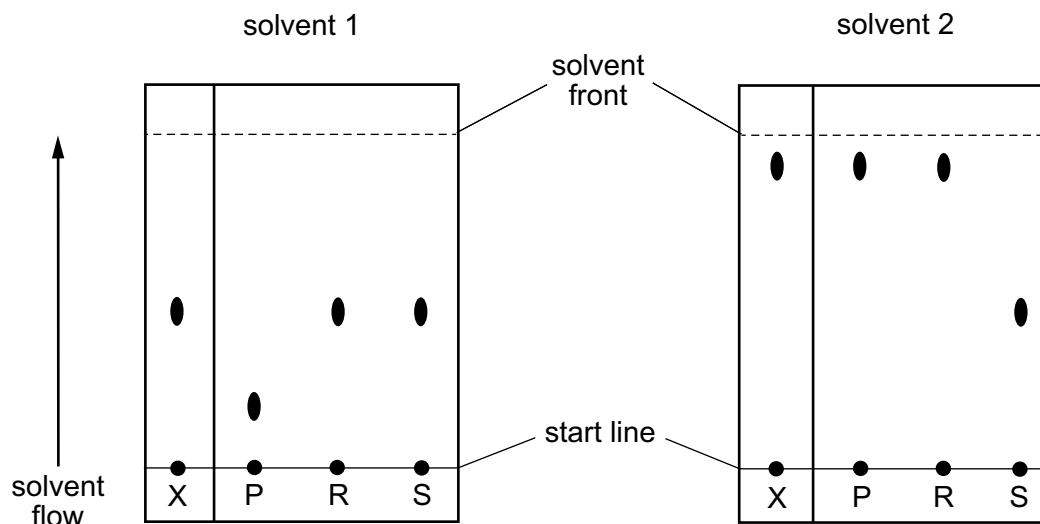 solvent 1
solvent 2
solvent
front
start line
solvent
flow
X P R S
X P R S